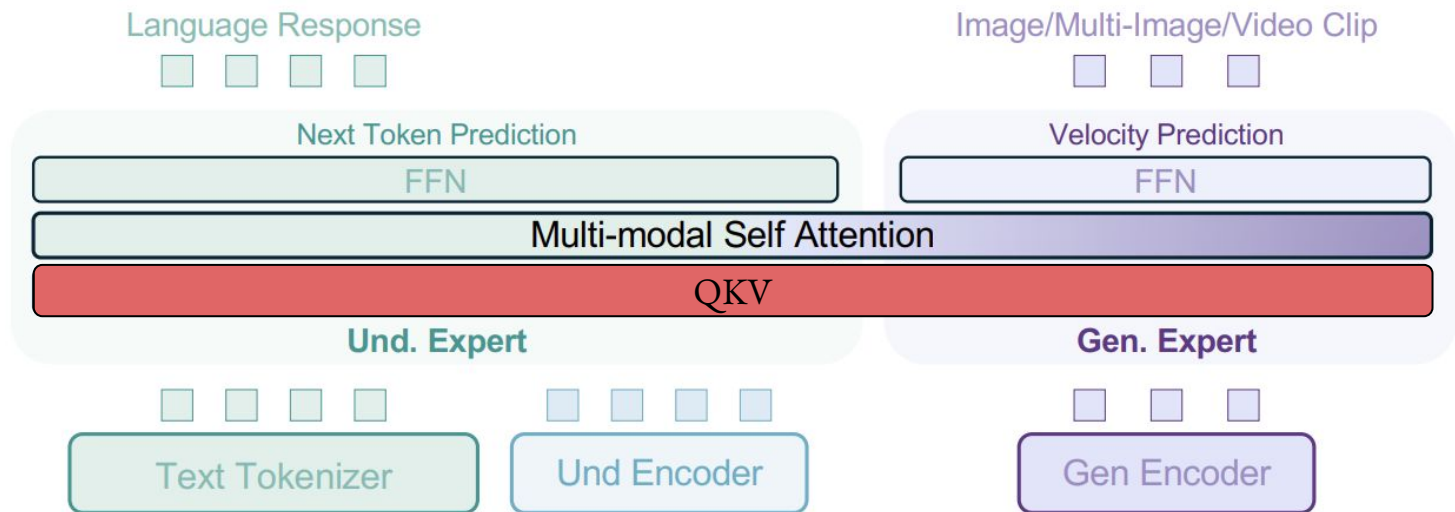 Language Response
Image/Multi-Image/Video Clip
Next Token Prediction
Velocity Prediction
FFN
FFN
Multi-modal Self Attention
QKV
Und. Expert
Gen. Expert
Text Tokenizer
Und Encoder
Gen Encoder